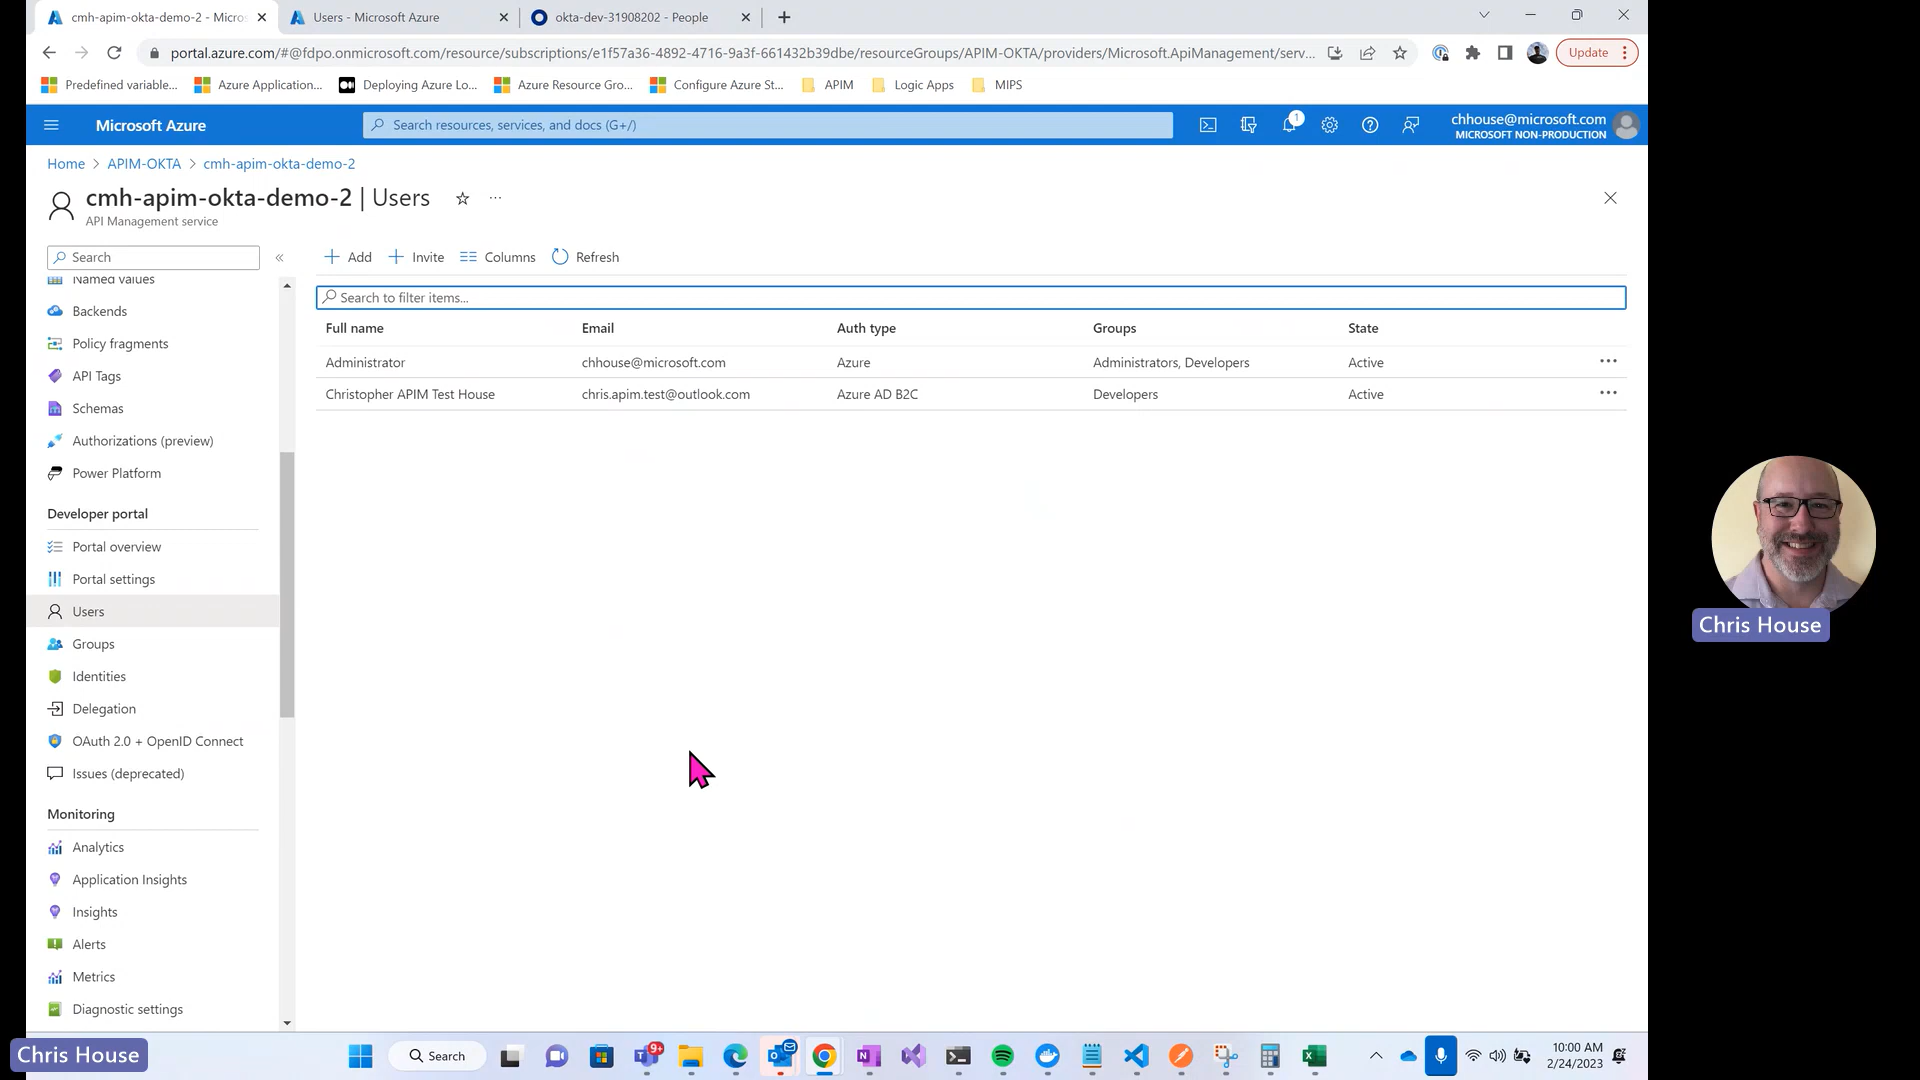 cmh-apim-okta-demo-2 - Micros
Users - Microsoft Azure
okta-dev-31908202 - People
portal.azure.com/#@fdpo.onmicrosoft.com/resource/subscriptions/e1f57a36-4892-4716-9a3f-661432b39dbe/resourceGroups/APIM-OKTA/providers/Microsoft.ApiManagement/serv...
Update
Predefined variable...
Azure Application...
Deploying Azure Lo...
Azure Resource Gro...
Configure Azure St...
APIM
Logic Apps
MIPS
Microsoft Azure
Search resources, services, and docs (G+/)
1
chhouse@microsoft.com
MICROSOFT NON-PRODUCTION
Home > APIM-OKTA > cmh-apim-okta-demo-2
cmh-apim-okta-demo-2 | Users
API Management service
Search
Add
Invite
Columns
Refresh
Search to filter items...
Full name Email Auth type Groups State
Administrator chhouse@microsoft.com Azure Administrators, Developers Active
Christopher APIM Test House chris.apim.test@outlook.com Azure AD B2C Developers Active
Named values
Backends
Policy fragments
API Tags
Schemas
Authorizations (preview)
Power Platform
Developer portal
Portal overview
Portal settings
Users
Groups
Identities
Delegation
OAuth 2.0 + OpenID Connect
Issues (deprecated)
Monitoring
Analytics
Application Insights
Insights
Alerts
Metrics
Diagnostic settings
Chris House
Chris House
Search
9+
10:00 AM
2/24/2023